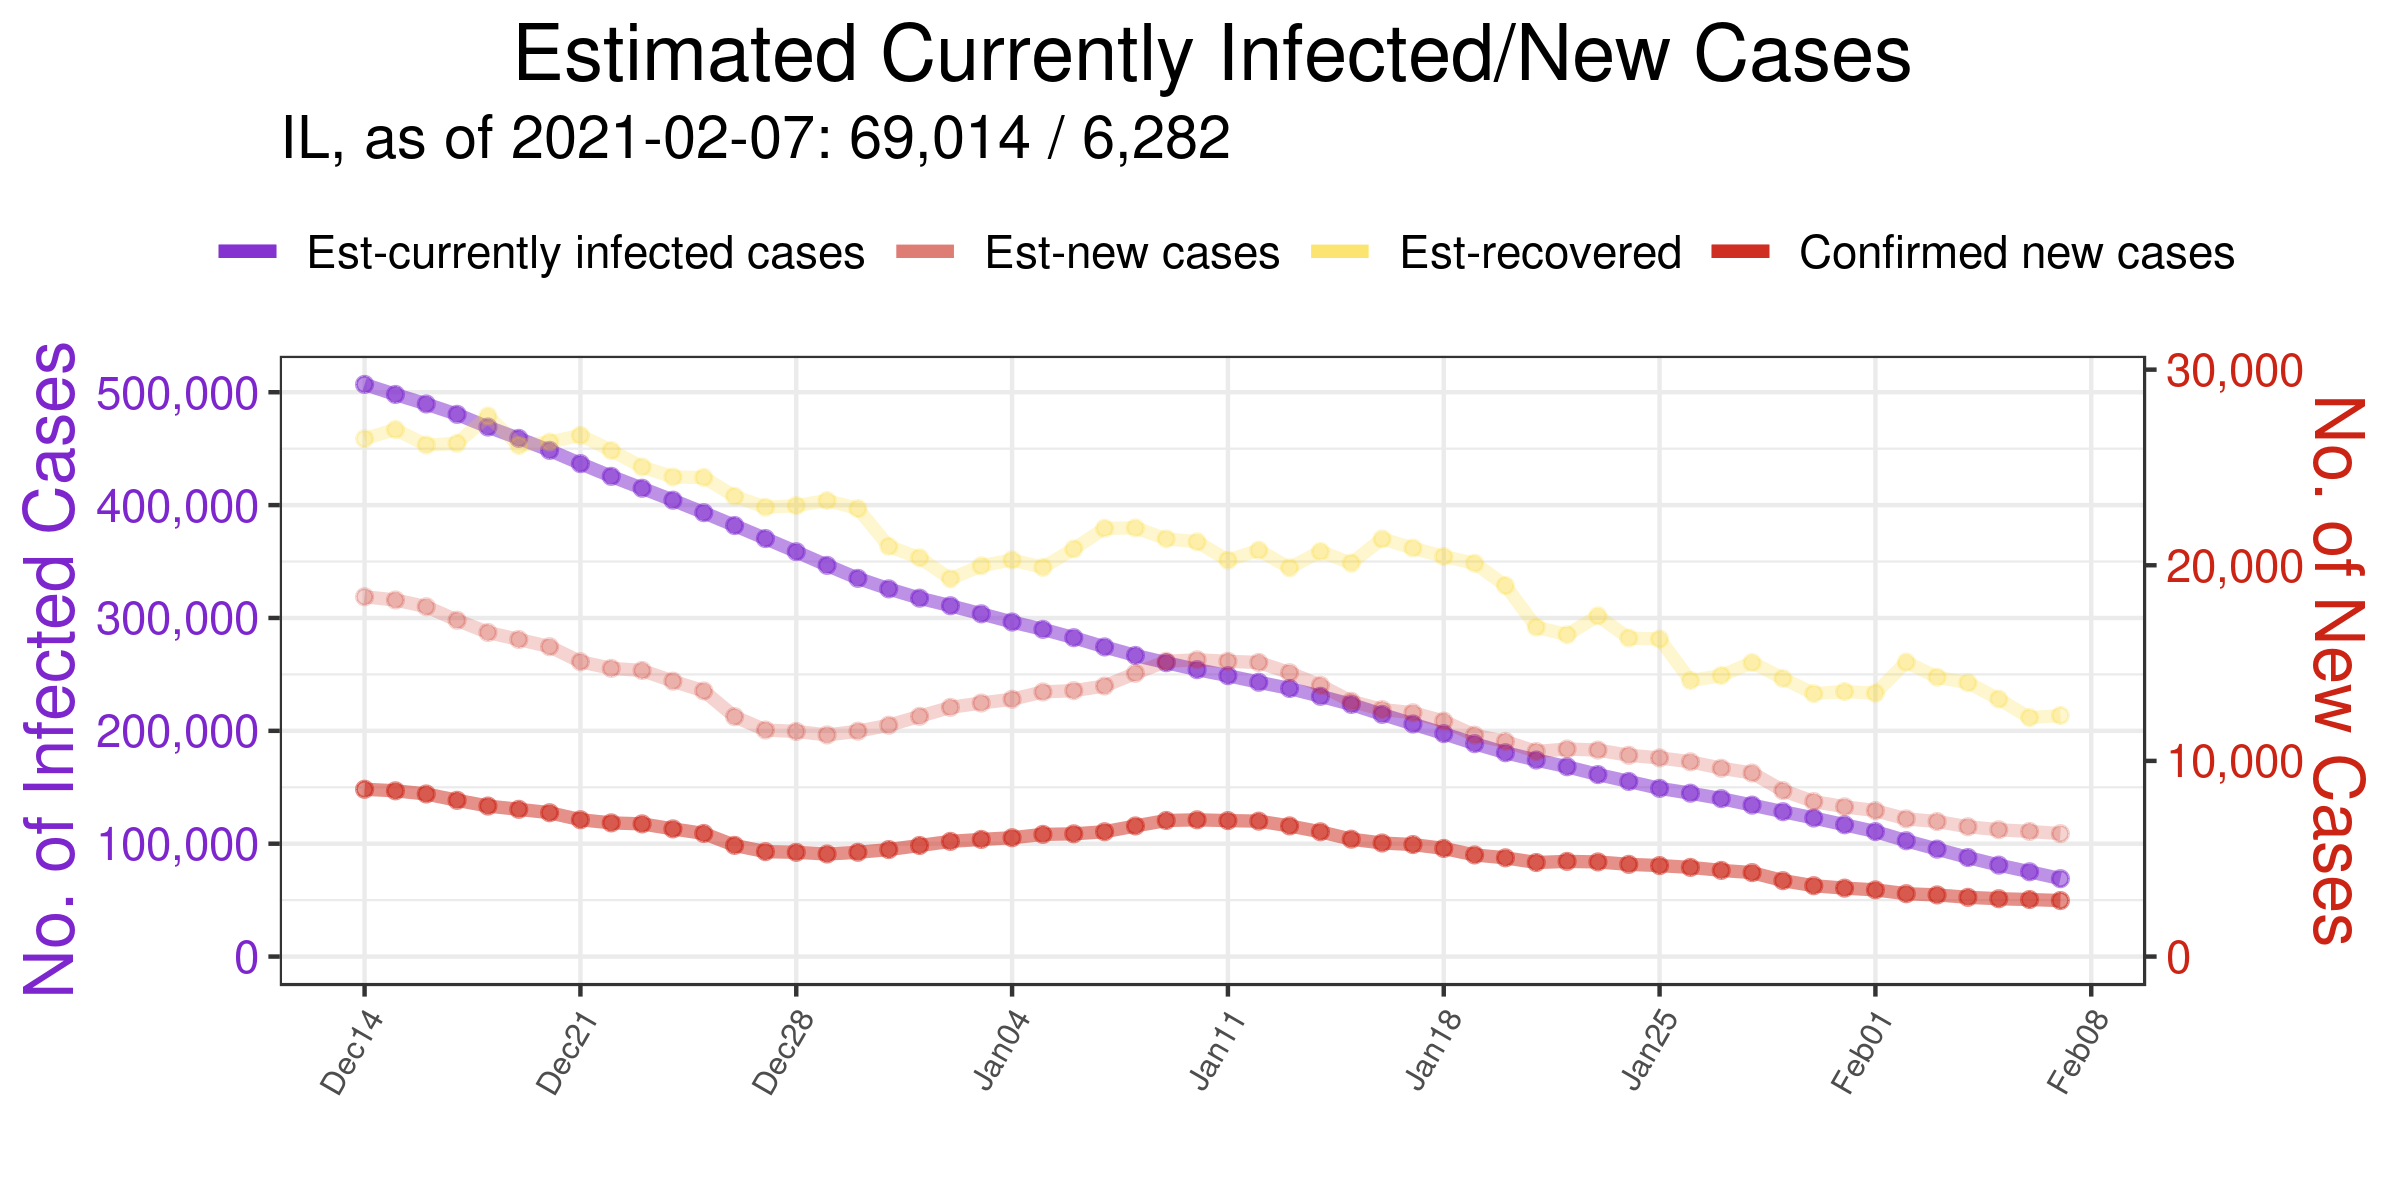 Estimated Currently Infected/New Cases
IL, as of 2021-02-07: 69,014 / 6,282
Est-currently infected cases Est-new cases Est-recovered Confirmed new cases
No. of Infected Cases
500,000
400,000
300,000
200,000
100,000
0
30,000
20,000
10,000
0
No. of New Cases
Dec14 Dec21 Dec28 Jan04 Jan11 Jan18 Jan25 Feb01 Feb08